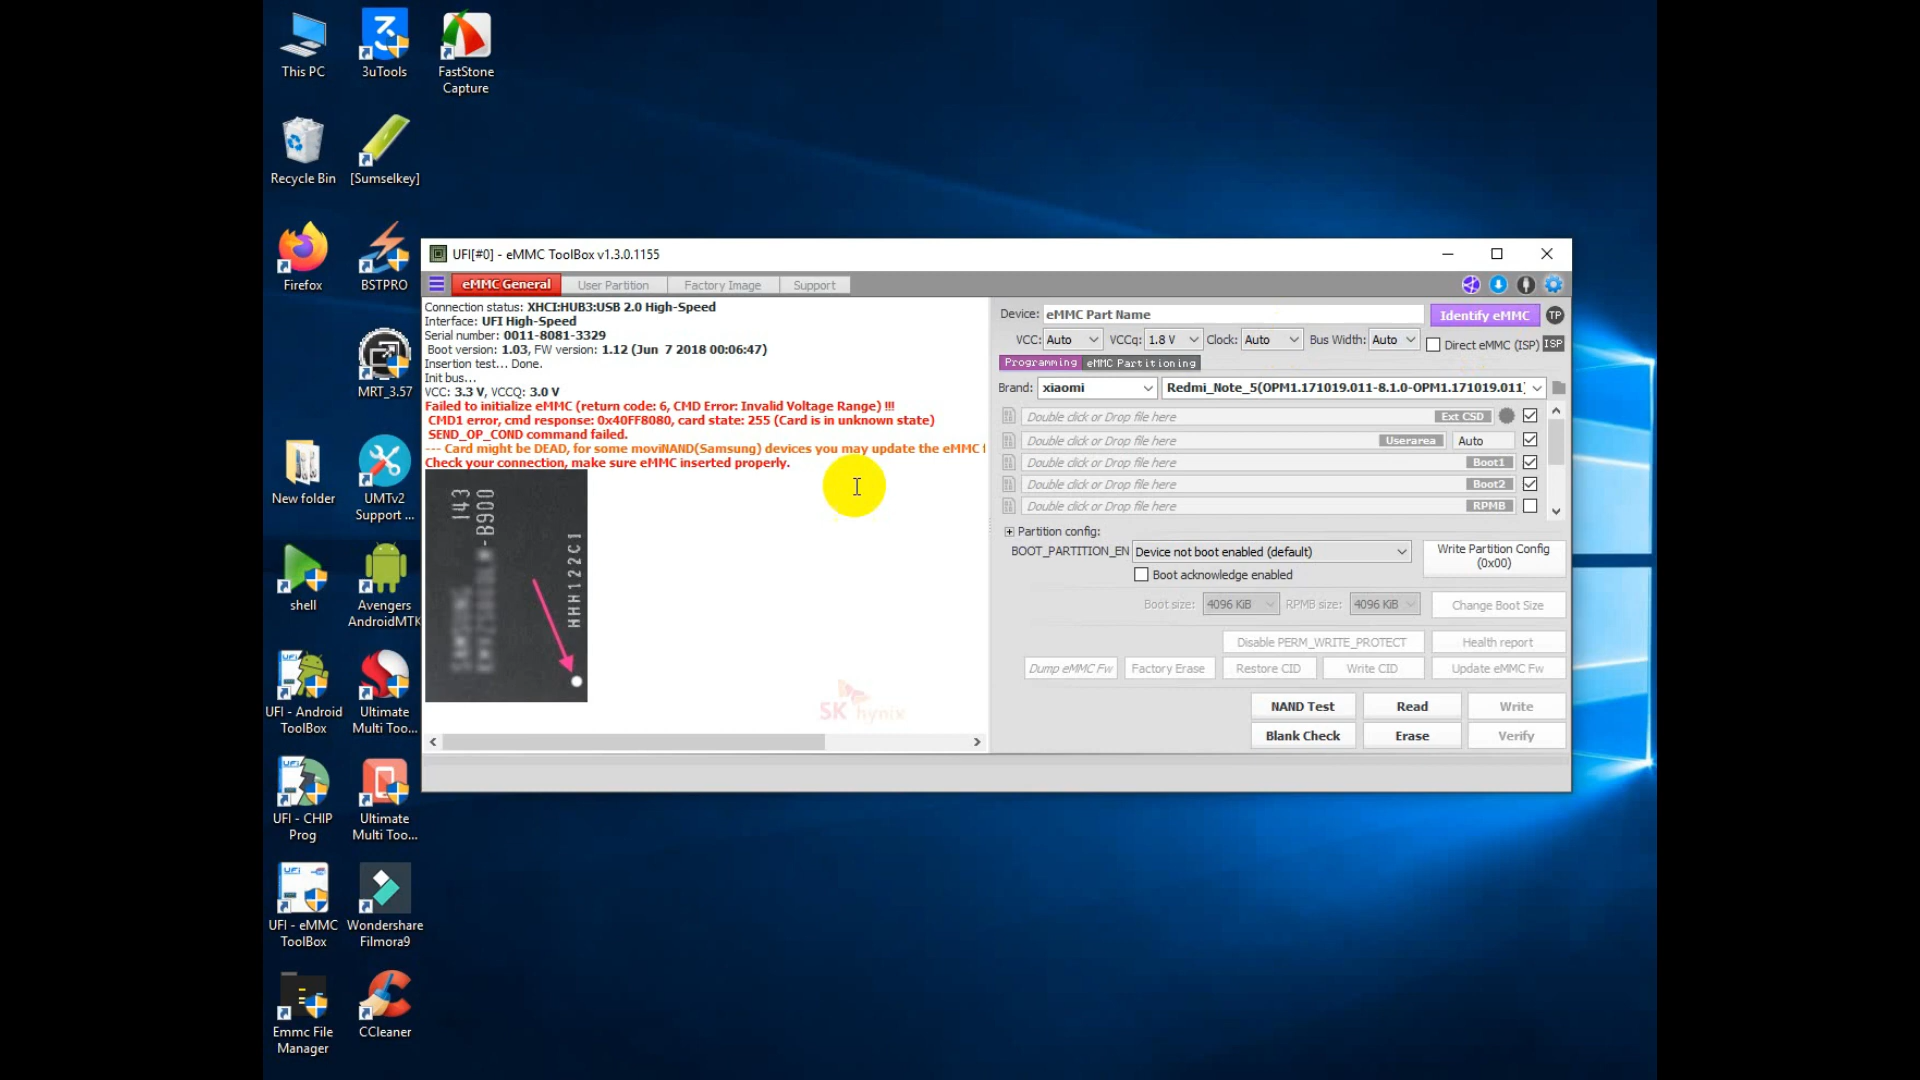 This PC
3uTools
FastStone
Capture
Recycle Bin
[Sumselkey]
Firefox
BSTPRO
MRT_3.57
New folder
UMTv2
Support ...
shell
Avengers
AndroidMTK
UFI - Android
ToolBox
Ultimate
Multi Too...
UFI - CHIP
Prog
Ultimate
Multi Too...
UFI - eMMC
ToolBox
Wondershare
Filmora9
Emmc File
Manager
CCleaner
UFI[#0] - eMMC ToolBox v1.3.0.1155
eMMC General
User Partition
Factory Image
Support
Connection status: XHCI:HUB3:USB 2.0 High-Speed
Interface: UFI High-Speed
Serial number: 0011-8081-3329
Boot version: 1.03, FW version: 1.12 (Jun 7 2018 00:06:47)
Insertion test... Done.
Init bus...
VCC: 3.3 V, VCCQ: 3.0 V
Failed to initialize eMMC (return code: 6, CMD Error: Invalid Voltage Range) !!!
CMD1 error, cmd response: 0x40FF8080, card state: 255 (Card is in unknown state)
SEND_OP_COND command failed.
--- Card might be DEAD, for some moviNAND(Samsung) devices you may update the eMMC f
Check your connection, make sure eMMC inserted properly.
143
-B900
HHH122C1
SK hynix
Device: eMMC Part Name
Identify eMMC
TP
VCC: Auto VCCq: 1.8 V Clock: Auto Bus Width: Auto Direct eMMC (ISP) ISP
Programming
eMMC Partitioning
Brand: xiaomi Redmi_Note_5(OPM1.171019.011-8.1.0-OPM1.171019.011)
Double click or Drop file here Ext CSD
Double click or Drop file here Userarea Auto
Double click or Drop file here Boot1
Double click or Drop file here Boot2
Double click or Drop file here RPMB
Partition config:
BOOT_PARTITION_EN Device not boot enabled (default)
Write Partition Config
(0x00)
Boot acknowledge enabled
Boot size: 4096 KiB RPMB size: 4096 KiB Change Boot Size
Disable PERM_WRITE_PROTECT Health report
Dump eMMC Fw Factory Erase Restore CID Write CID Update eMMC Fw
NAND Test Read Write
Blank Check Erase Verify